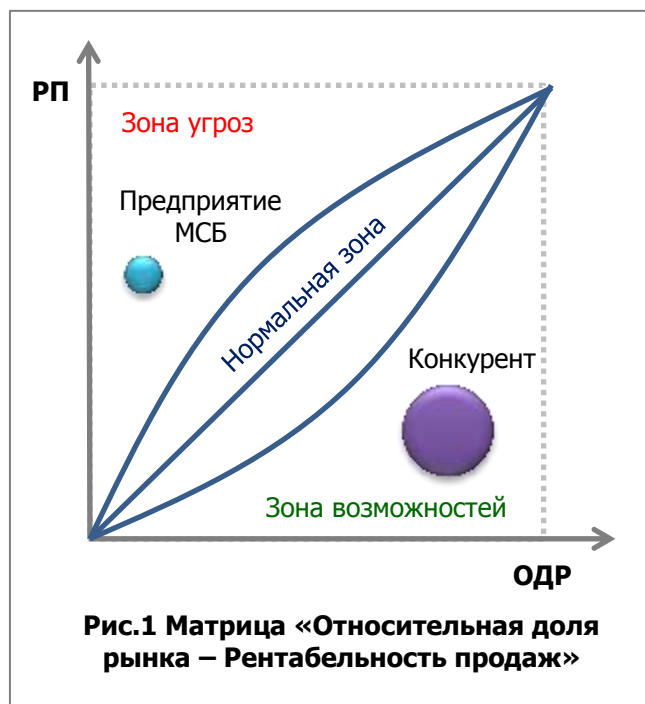 РП
Зона угроз
Предприятие
МСБ
Нормальная зона
Конкурент
Зона возможностей
ОДР
Рис.1 Матрица «Относительная доля
рынка – Рентабельность продаж»